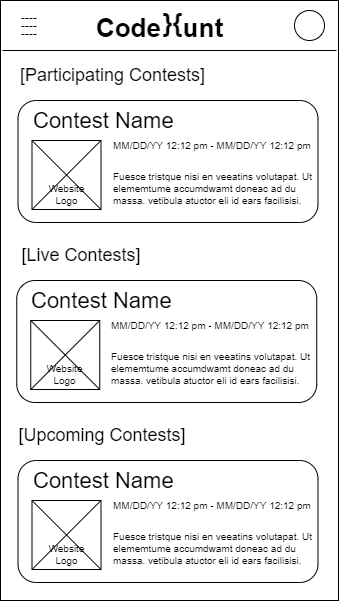 Code}{unt
[Participating Contests]
Contest Name
MM/DD/YY 12:12 pm - MM/DD/YY 12:12 pm
Website
Logo
Fuesce tristque nisi en veeatins volutapat. Ut
elememtume accumdwamt doneac ad du
massa. vetibula atuctor eli id ears facilisisi.
[Live Contests]
Contest Name
MM/DD/YY 12:12 pm - MM/DD/YY 12:12 pm
Website
Logo
Fuesce tristque nisi en veeatins volutapat. Ut
elememtume accumdwamt doneac ad du
massa. vetibula atuctor eli id ears facilisisi.
[Upcoming Contests]
Contest Name
MM/DD/YY 12:12 pm - MM/DD/YY 12:12 pm
Website
Logo
Fuesce tristque nisi en veeatins volutapat. Ut
elememtume accumdwamt doneac ad du
massa. vetibula atuctor eli id ears facilisisi.